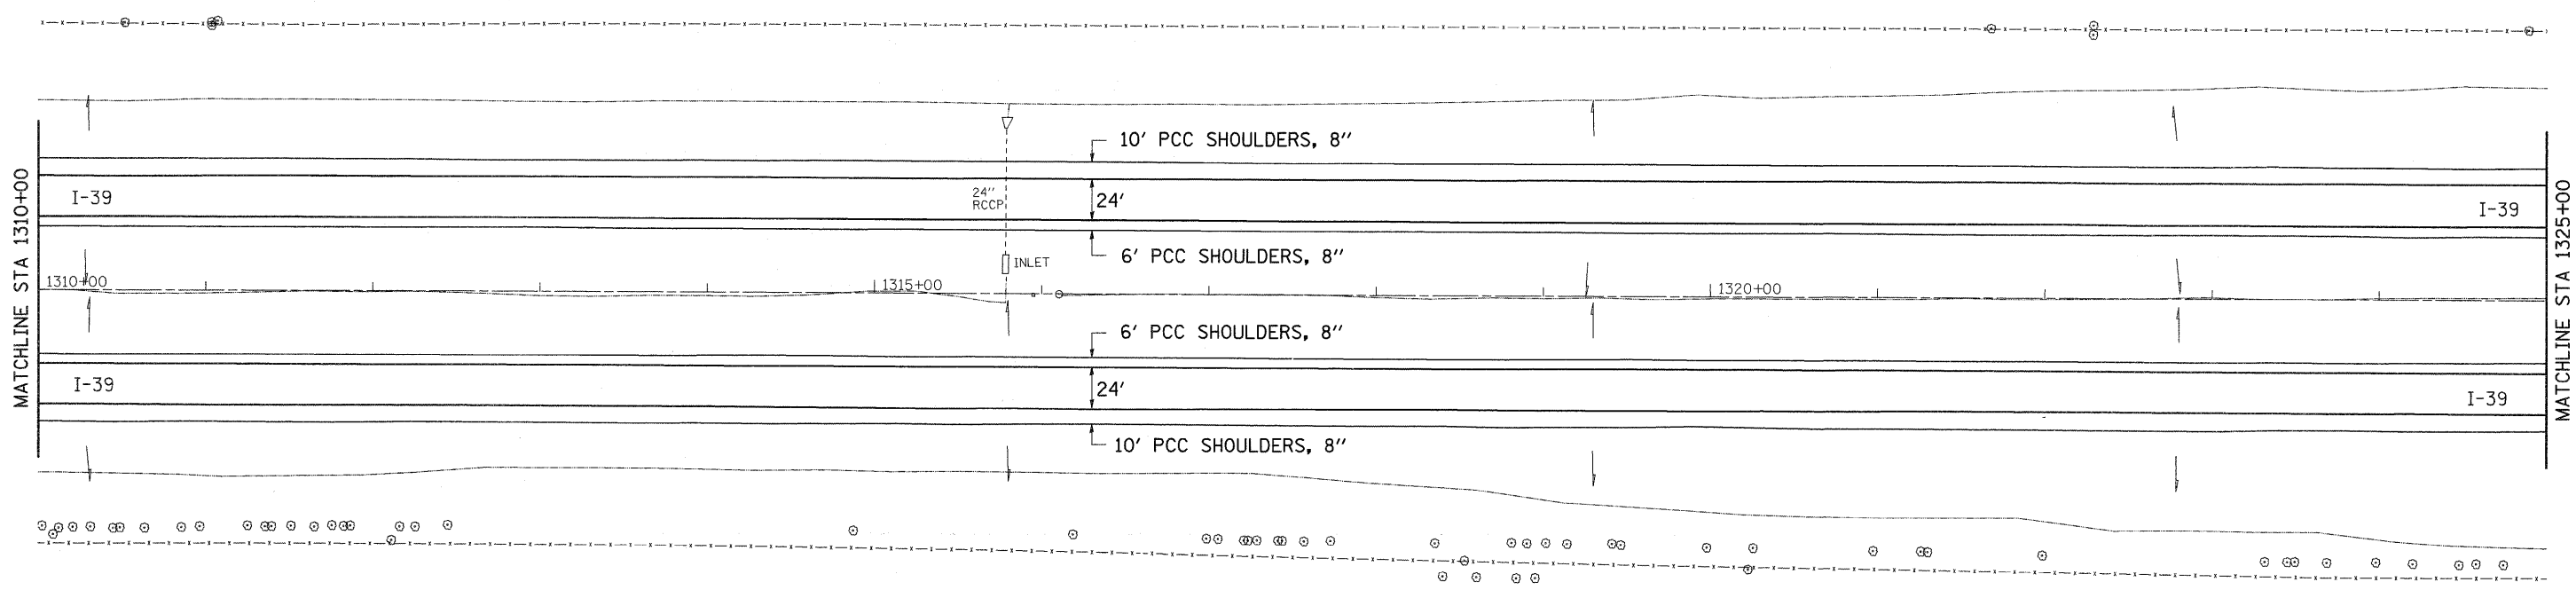 10' PCC SHOULDERS, 8"
MATCHLINE STA 1310+00
I-39
24"
RCCP
24'
I-39
MATCHLINE STA 1325+00
6' PCC SHOULDERS, 8"
INLET
1310+00
1315+00
1320+00
6' PCC SHOULDERS, 8"
I-39
24'
I-39
10' PCC SHOULDERS, 8"